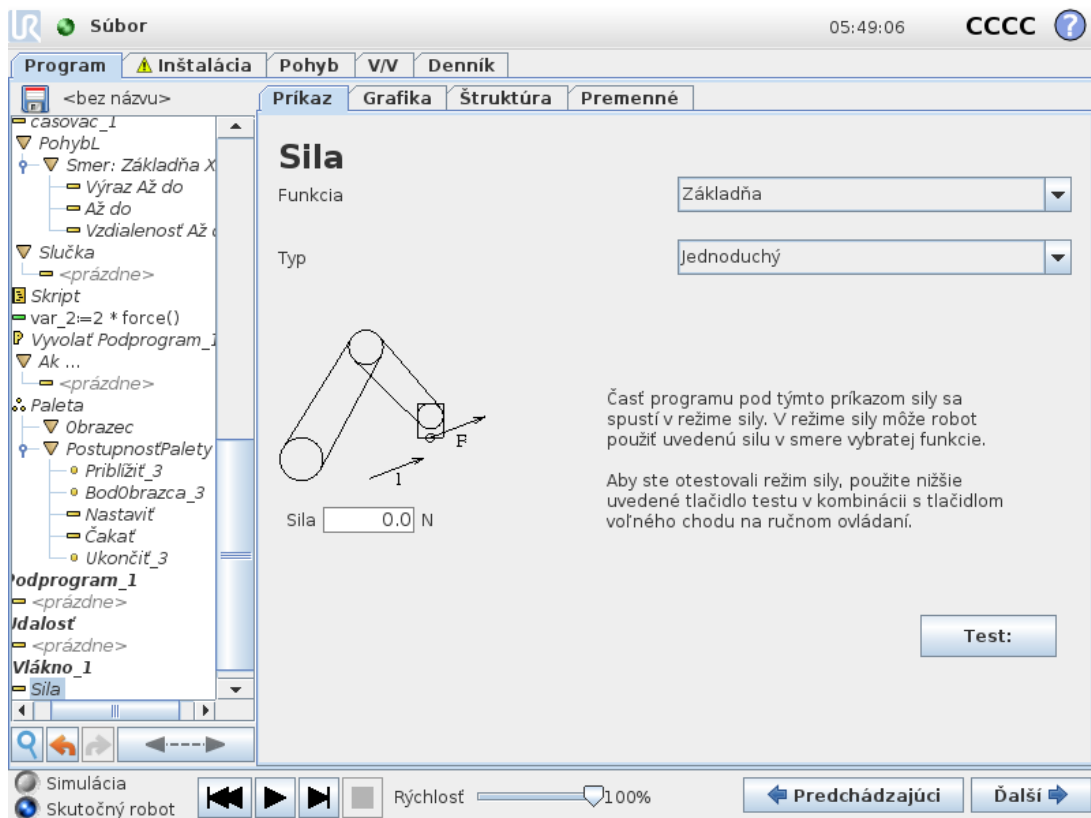 UR
Súbor
05:49:06
CCCC
?
Program
Inštalácia
Pohyb
V/V
Denník
<bez názvu>
Príkaz
Grafika
Štruktúra
Premenné
casovac_1
PohybL
Smer: Základňa X
Výraz Až do
Až do
Vzdialenosť Až
Slučka
<prázdne>
Skript
var_2:=2 * force()
Vyvolať Podprogram_1
Ak ...
<prázdne>
Paleta
Obrazec
PostupnosťPalety
Priblížiť_3
BodObrazca_3
Nastaviť
Čakať
Ukončiť_3
Podprogram_1
<prázdne>
Udalosť
<prázdne>
Vlákno_1
Sila
Sila
Funkcia
Základňa
Typ
Jednoduchý
F
1
Sila 0.0 N
Časť programu pod týmto príkazom sily sa
spustí v režime sily. V režime sily môže robot
použiť uvedenú silu v smere vybratej funkcie.
Aby ste otestovali režim sily, použite nižšie
uvedené tlačidlo testu v kombinácii s tlačidlom
voľného chodu na ručnom ovládaní.
Test:
Simulácia
Skutočný robot
Rýchlosť
100%
Predchádzajúci
Ďalší